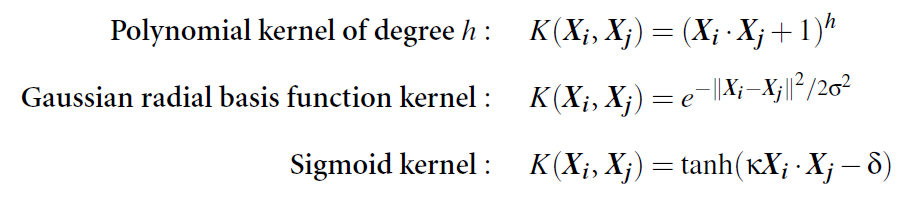 Polynomial kernel of degree h : K(Xᵢ, Xⱼ) = (Xᵢ · Xⱼ + 1)ʰ
Gaussian radial basis function kernel : K(Xᵢ, Xⱼ) = e^(−‖Xᵢ−Xⱼ‖²/2σ²)
Sigmoid kernel : K(Xᵢ, Xⱼ) = tanh(κXᵢ · Xⱼ − δ)